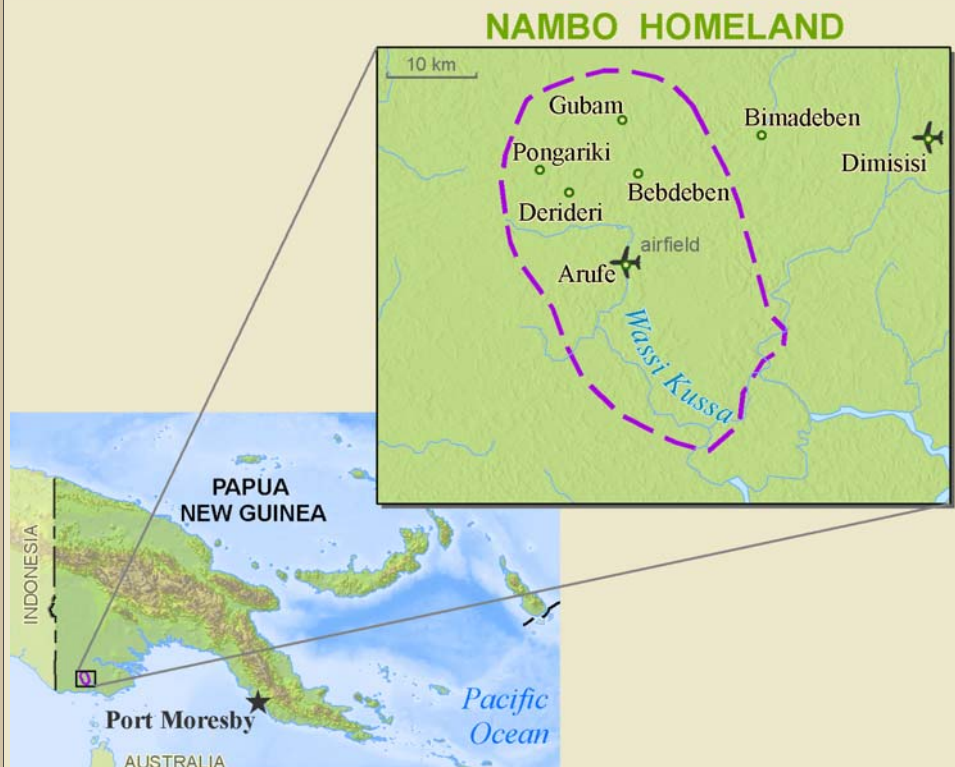 NAMBO HOMELAND
10 km
Gubam
Bimadeben
Dimisisi
Pongariki
Bebdeben
Derideri
airfield
Arufe
Wassi Kussa
PAPUA
NEW GUINEA
INDONESIA
Pacific
Ocean
Port Moresby
AUSTRALIA